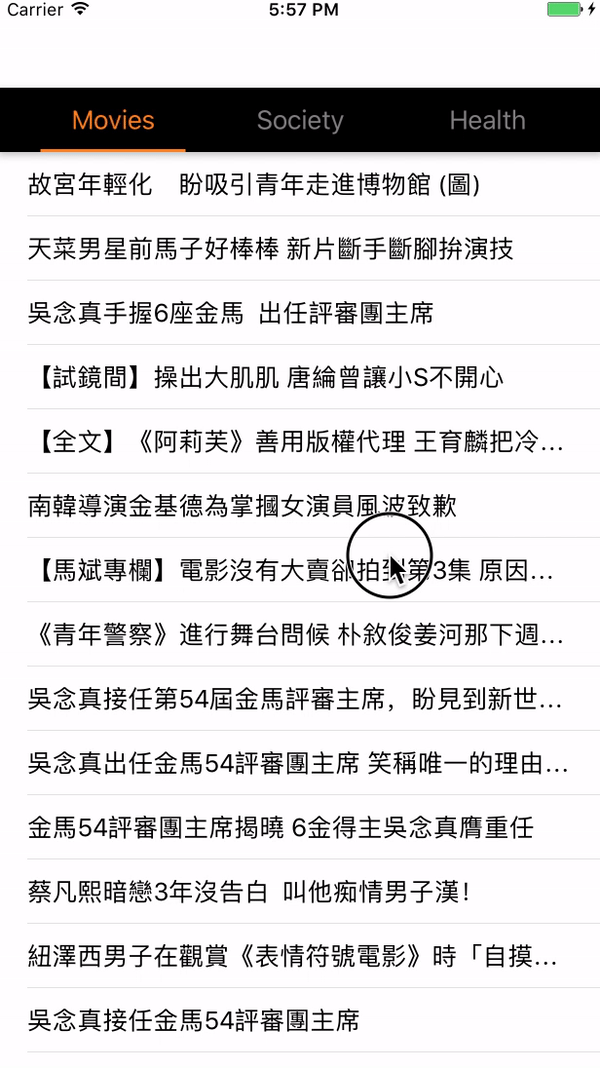 Carrier 5:57 PM
Movies Society Health
故宮年輕化　盼吸引青年走進博物館 (圖)
天菜男星前馬子好棒棒 新片斷手斷腳拚演技
吳念真手握6座金馬 出任評審團主席
【試鏡間】操出大肌肌 唐綸曾讓小S不開心
【全文】《阿莉芙》善用版權代理 王育麟把冷...
南韓導演金基德為掌摑女演員風波致歉
【馬斌專欄】電影沒有大賣卻拍到第3集 原因...
《青年警察》進行舞台問候 朴敘俊姜河那下週...
吳念真接任第54屆金馬評審主席，盼見到新世...
吳念真出任金馬54評審團主席 笑稱唯一的理由...
金馬54評審團主席揭曉 6金得主吳念真膺重任
蔡凡熙暗戀3年沒告白 叫他痴情男子漢！
紐澤西男子在觀賞《表情符號電影》時「自摸...
吳念真接任金馬54評審團主席